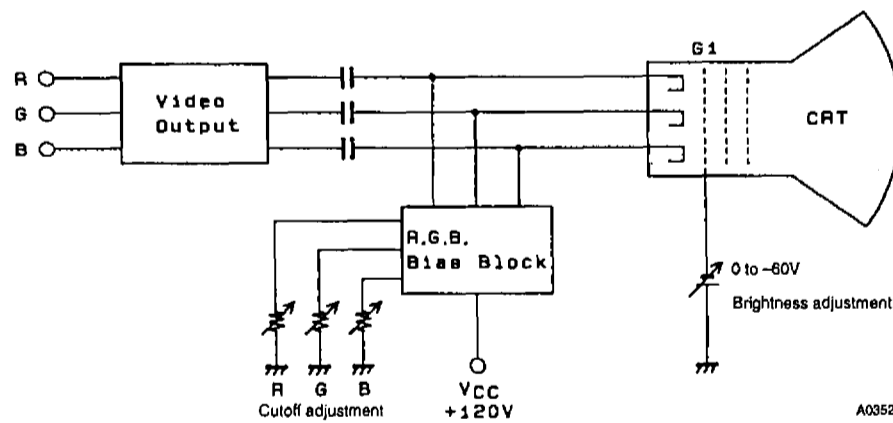 G1
R
G
B
Video
Output
CRT
R.G.B.
Bias Block
0 to –60V
Brightness adjustment
R G B
Cutoff adjustment
VCC
+120V
A0352